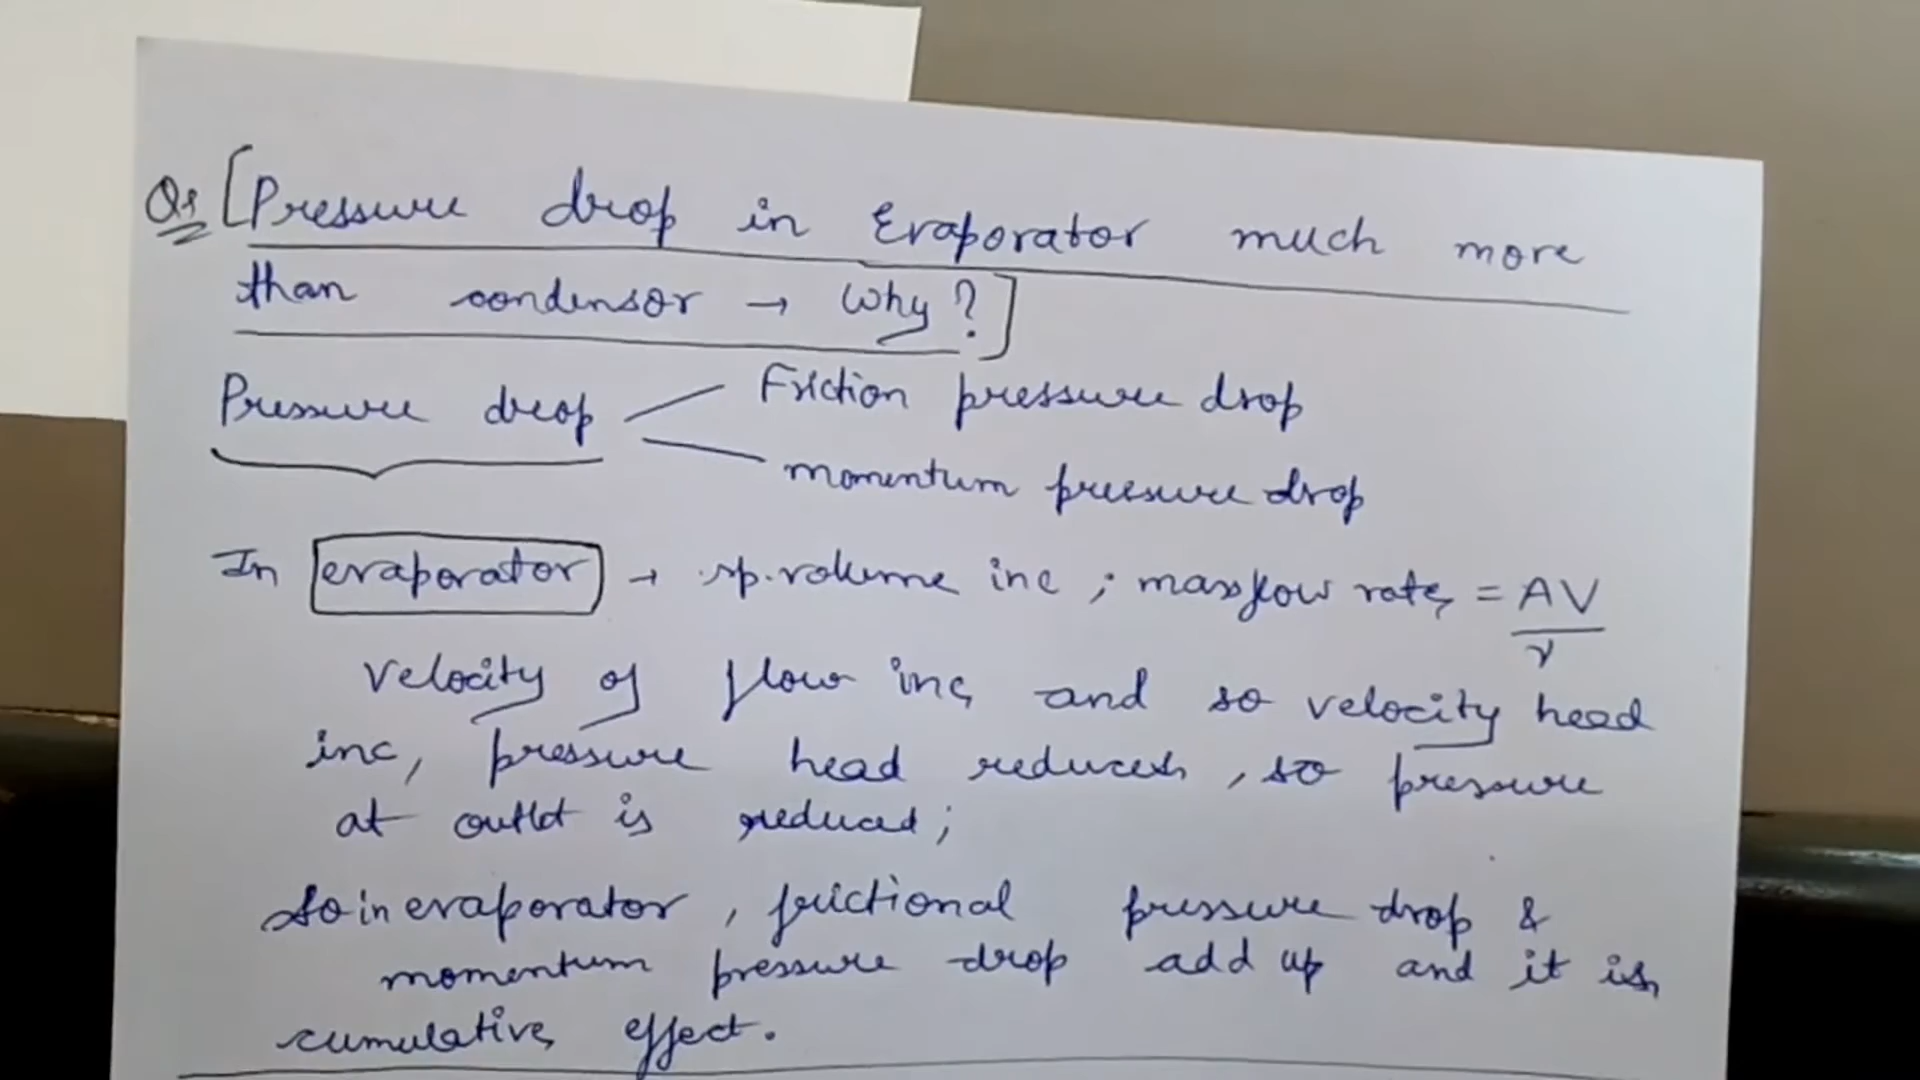 Qs [Pressure drop in Evaporator much more
than condensor → Why?]
Pressure drop
Friction pressure drop
momentum pressure drop
In evaporator → sp. volume inc ; mass flow rate = AV/v
Velocity of flow inc, and so velocity head
inc, pressure head reduces, so pressure
at outlet is reduced;
So in evaporator, frictional pressure drop &
momentum pressure drop add up and it is
cumulative effect.